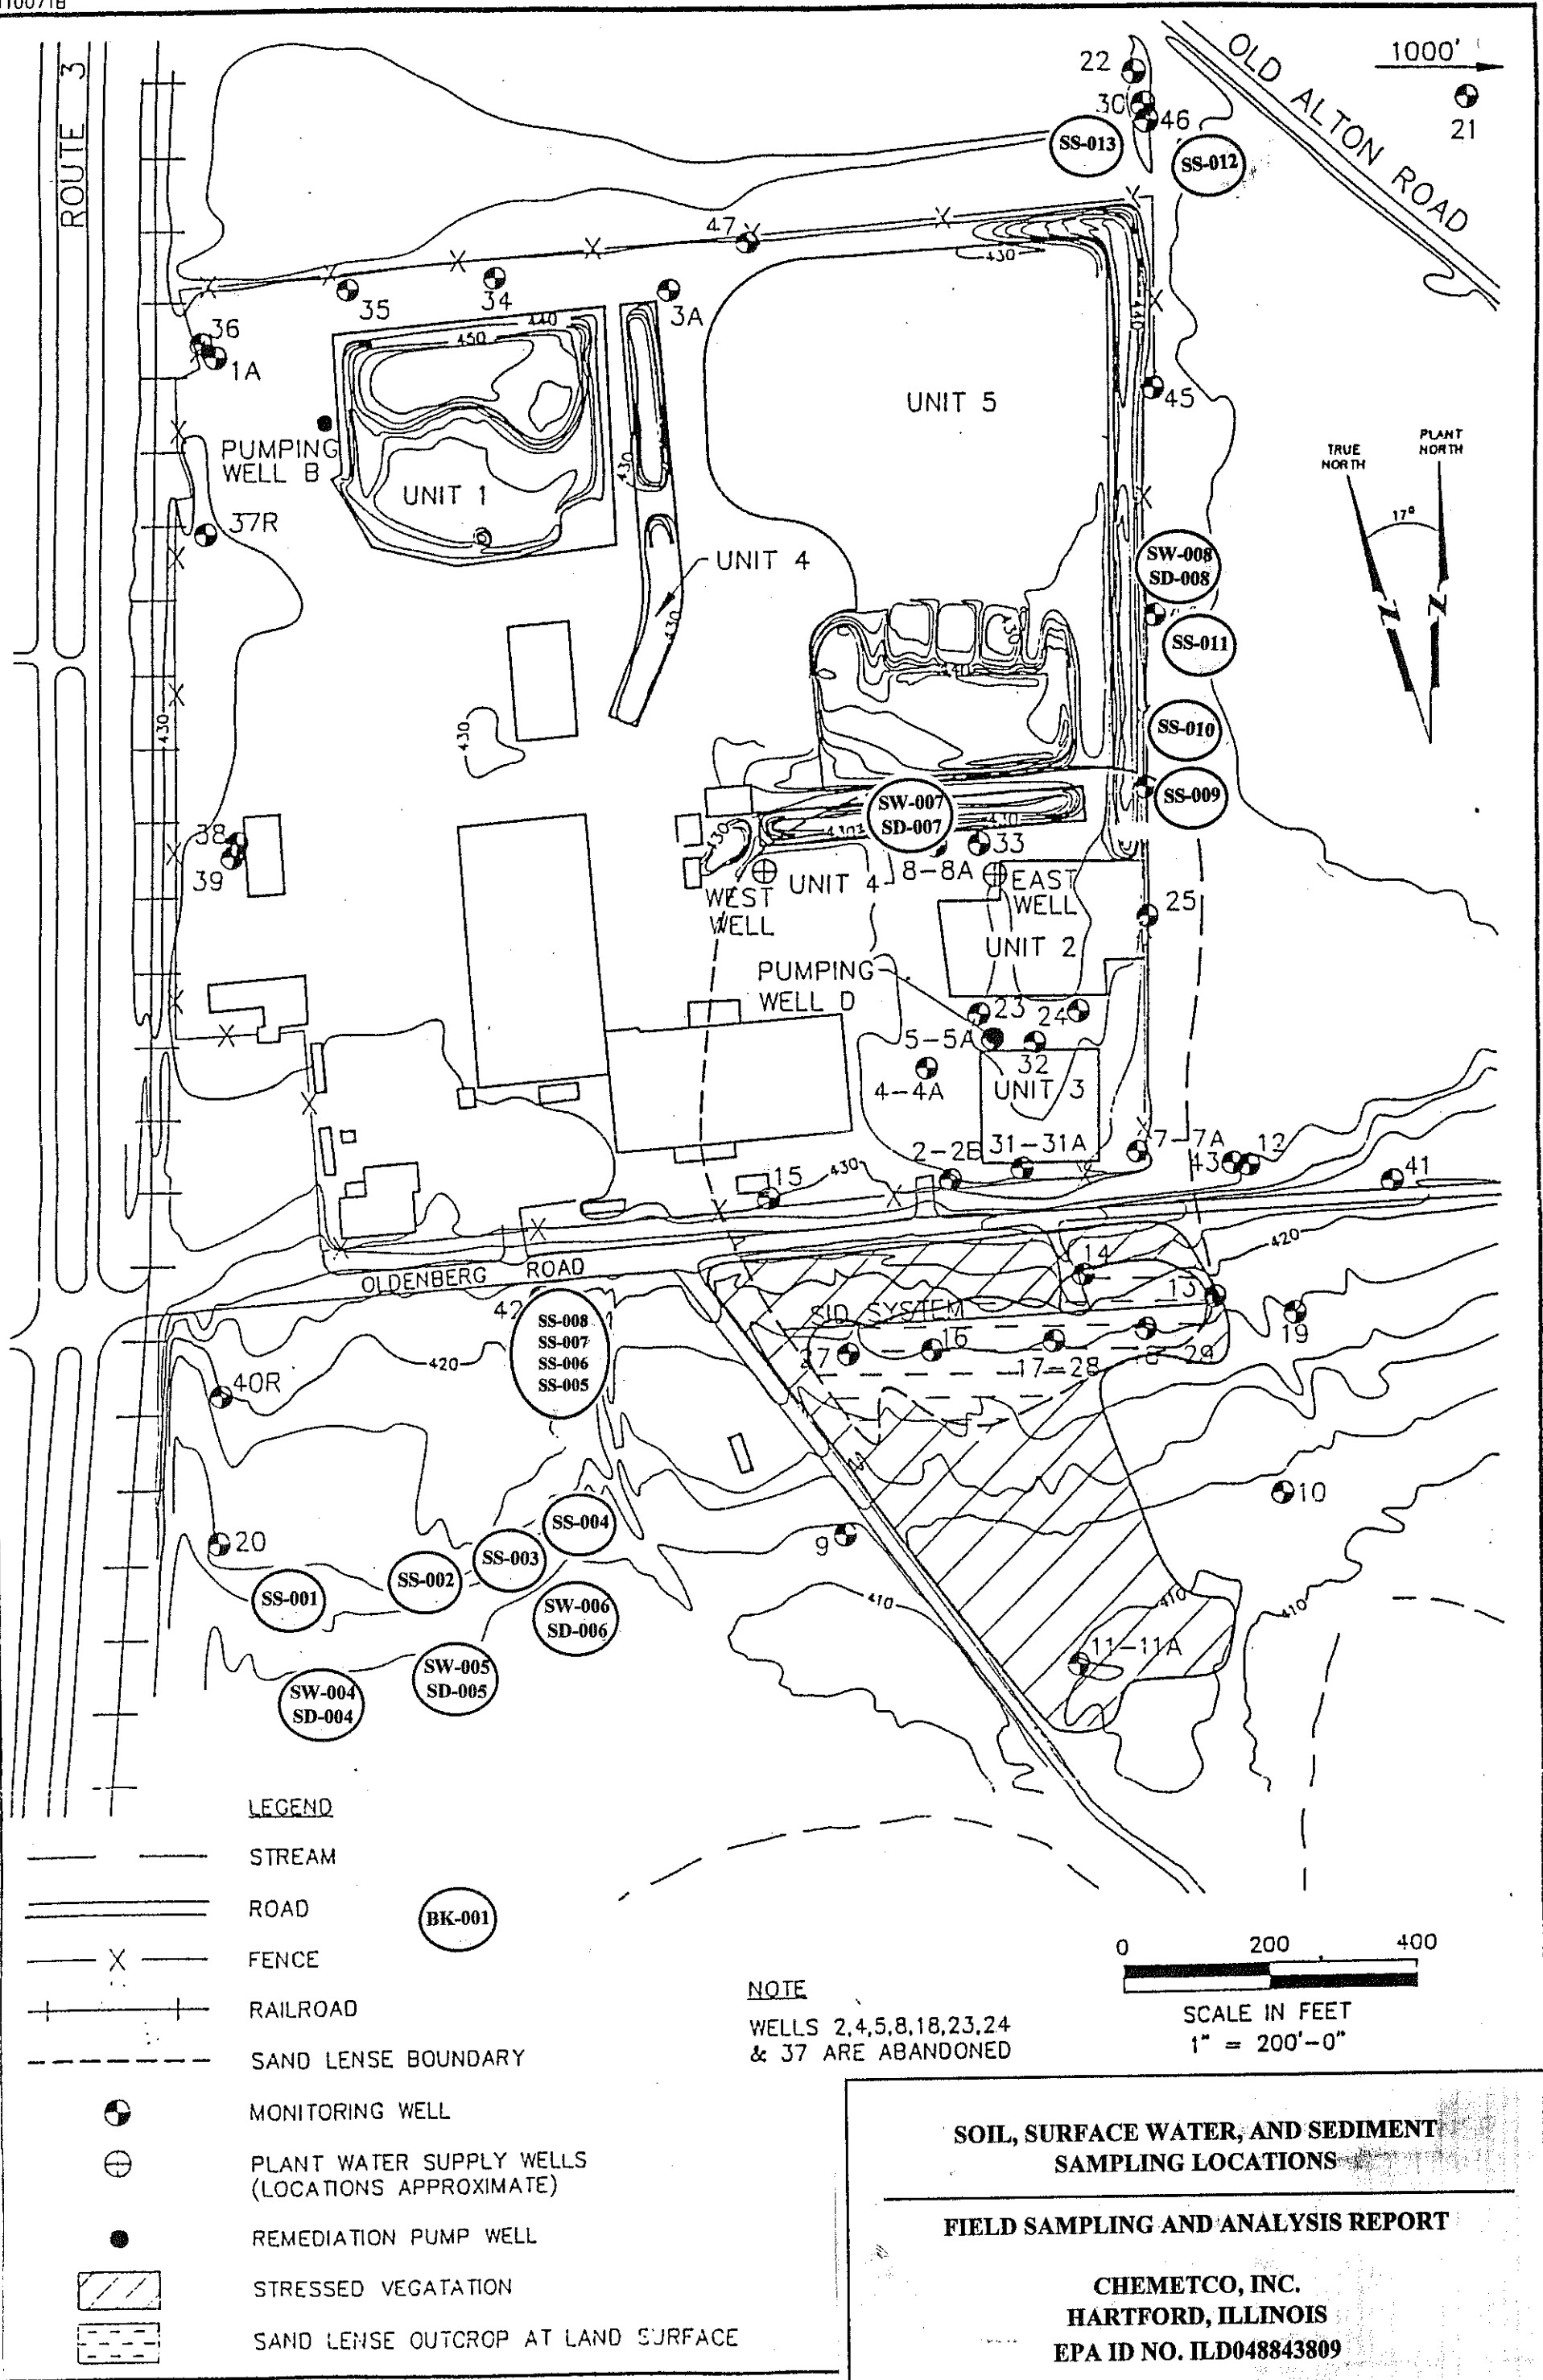 ROUTE 3
OLD ALTON ROAD
1000'
21
22
30
46
SS-013
SS-012
47
430
35
34
3A
440
450
36
1A
440
45
UNIT 5
TRUE NORTH
PLANT NORTH
17°
N
N
PUMPING
WELL B
UNIT 1
430
37R
UNIT 4
430
SW-008
SD-008
SS-011
430
SS-010
430
430
SS-009
SW-007
SD-007
430
430
430
33
38
39
8-8A
UNIT 4
WEST
WELL
EAST
WELL
25
UNIT 2
PUMPING
WELL D
23
24
5-5A
32
4-4A
UNIT 3
7-7A
2-2B
31-31A
43
12
41
15
430
420
14
13
OLDENBERG ROAD
SID SYSTEM
42
SS-008
SS-007
SS-006
SS-005
19
27
16
17-28
29
420
40R
10
SS-004
9
20
SS-003
SS-002
SS-001
SW-006
SD-006
410
410
410
11-11A
SW-005
SD-005
SW-004
SD-004
LEGEND
STREAM
ROAD
BK-001
FENCE
RAILROAD
SAND LENSE BOUNDARY
MONITORING WELL
PLANT WATER SUPPLY WELLS
(LOCATIONS APPROXIMATE)
REMEDIATION PUMP WELL
STRESSED VEGATATION
SAND LENSE OUTCROP AT LAND SURFACE
NOTE
WELLS 2,4,5,8,18,23,24
& 37 ARE ABANDONED
0 200 400
SCALE IN FEET
1" = 200'-0"
SOIL, SURFACE WATER, AND SEDIMENT
SAMPLING LOCATIONS
FIELD SAMPLING AND ANALYSIS REPORT
CHEMETCO, INC.
HARTFORD, ILLINOIS
EPA ID NO. ILD048843809